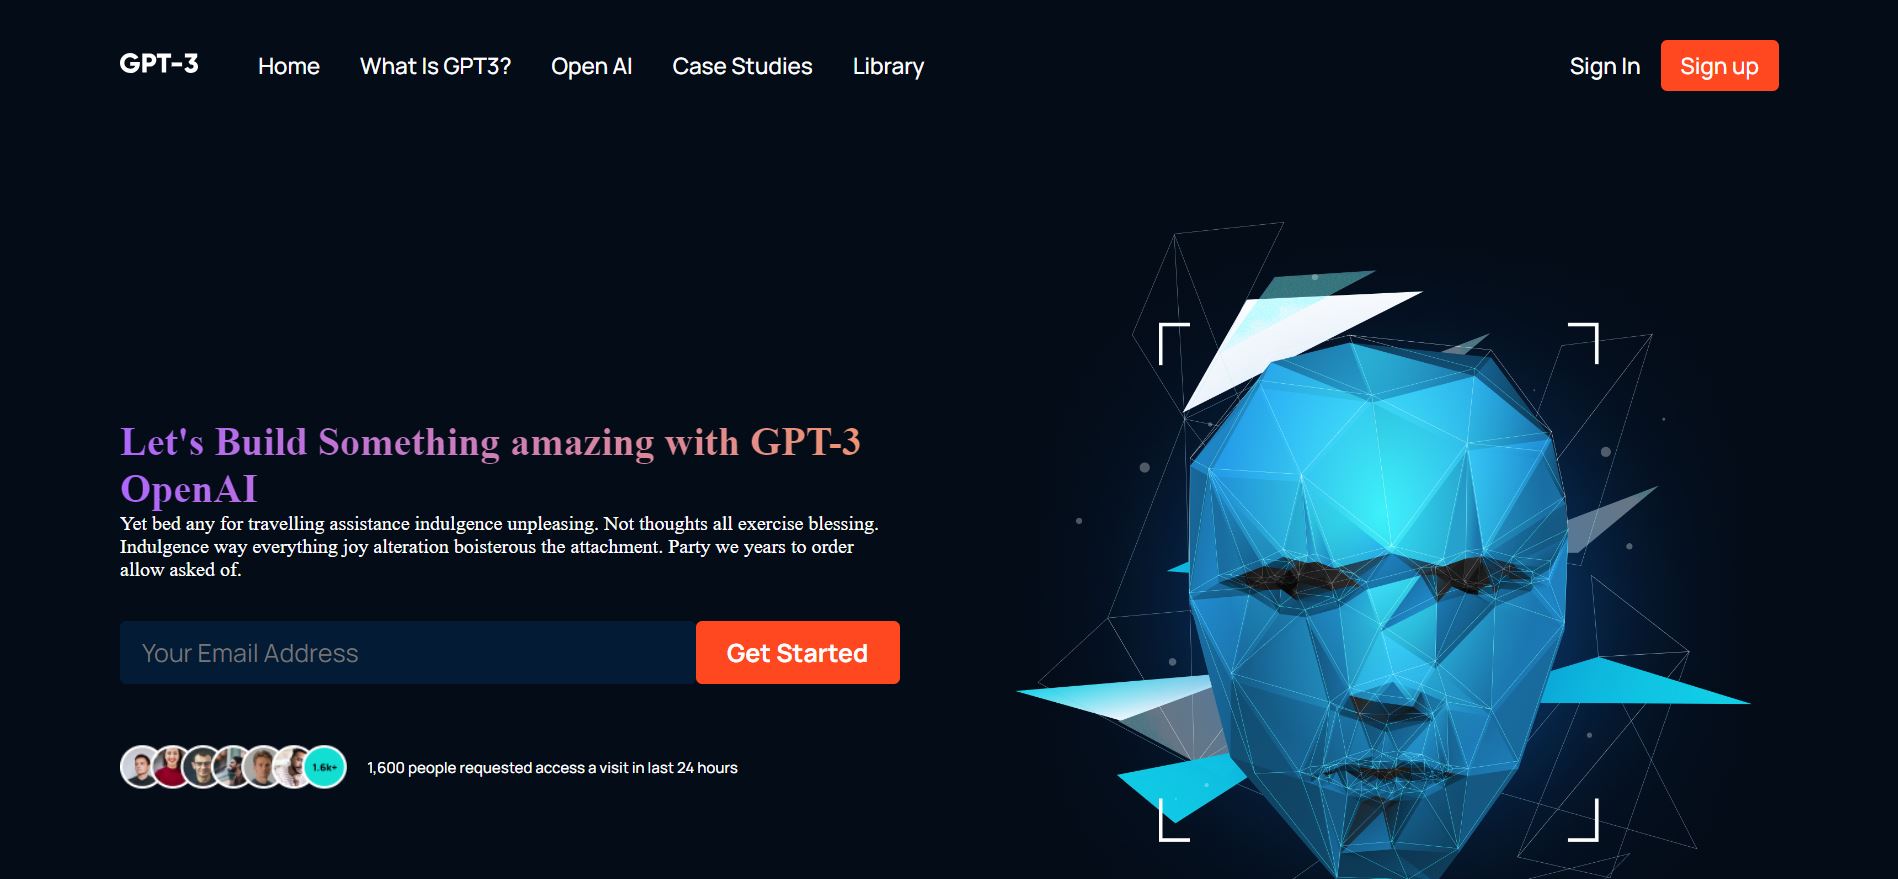 GPT-3
Home
What Is GPT3?
Open AI
Case Studies
Library
Sign In
Sign up
Let's Build Something amazing with GPT-3
OpenAI
Yet bed any for travelling assistance indulgence unpleasing. Not thoughts all exercise blessing.
Indulgence way everything joy alteration boisterous the attachment. Party we years to order
allow asked of.
Your Email Address
Get Started
1.6k+
1,600 people requested access a visit in last 24 hours